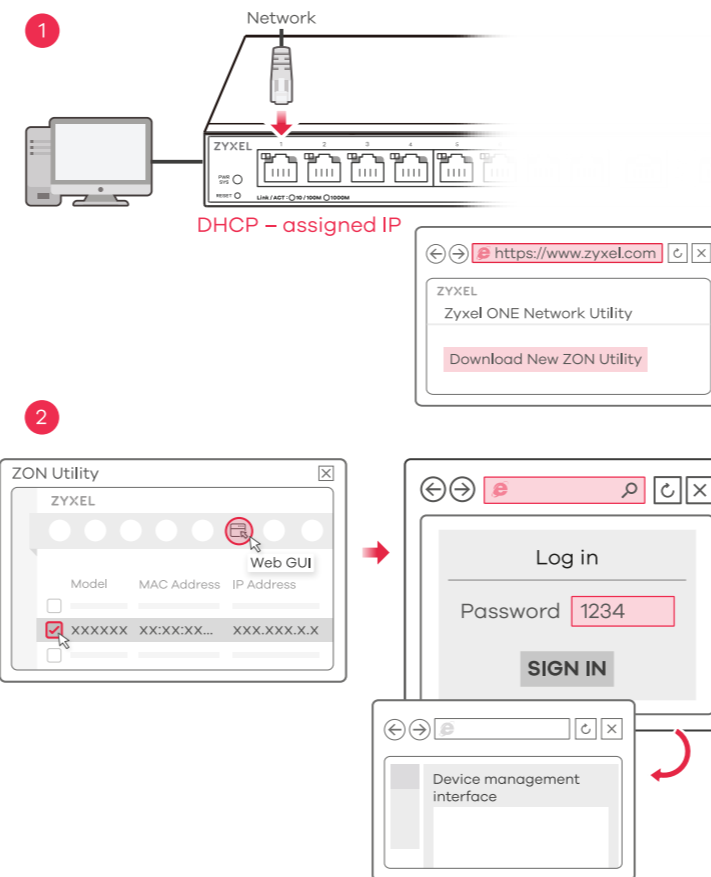 1
Network
ZYXEL
1 2 3 4 5
PWR
SYS
RESET
Link / ACT : 10 / 100M 1000M
DHCP – assigned IP
https://www.zyxel.com
ZYXEL
Zyxel ONE Network Utility
Download New ZON Utility
2
ZON Utility
ZYXEL
Web GUI
Model MAC Address IP Address
XXXXXX XX:XX:XX... XXX.XXX.X.X
Log in
Password 1234
SIGN IN
Device management
interface